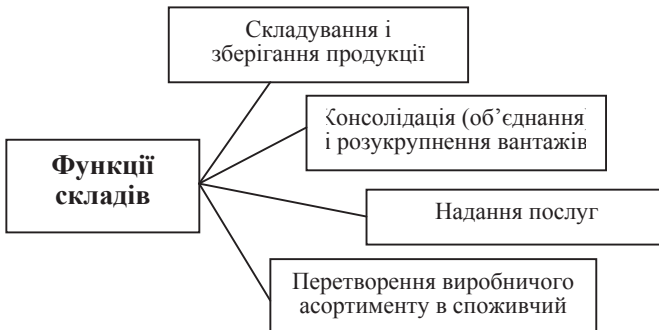 Складування і
зберігання продукції
Консолідація (об’єднання)
і розукрупнення вантажів
Функції
складів
Надання послуг
Перетворення виробничого
асортименту в споживчий